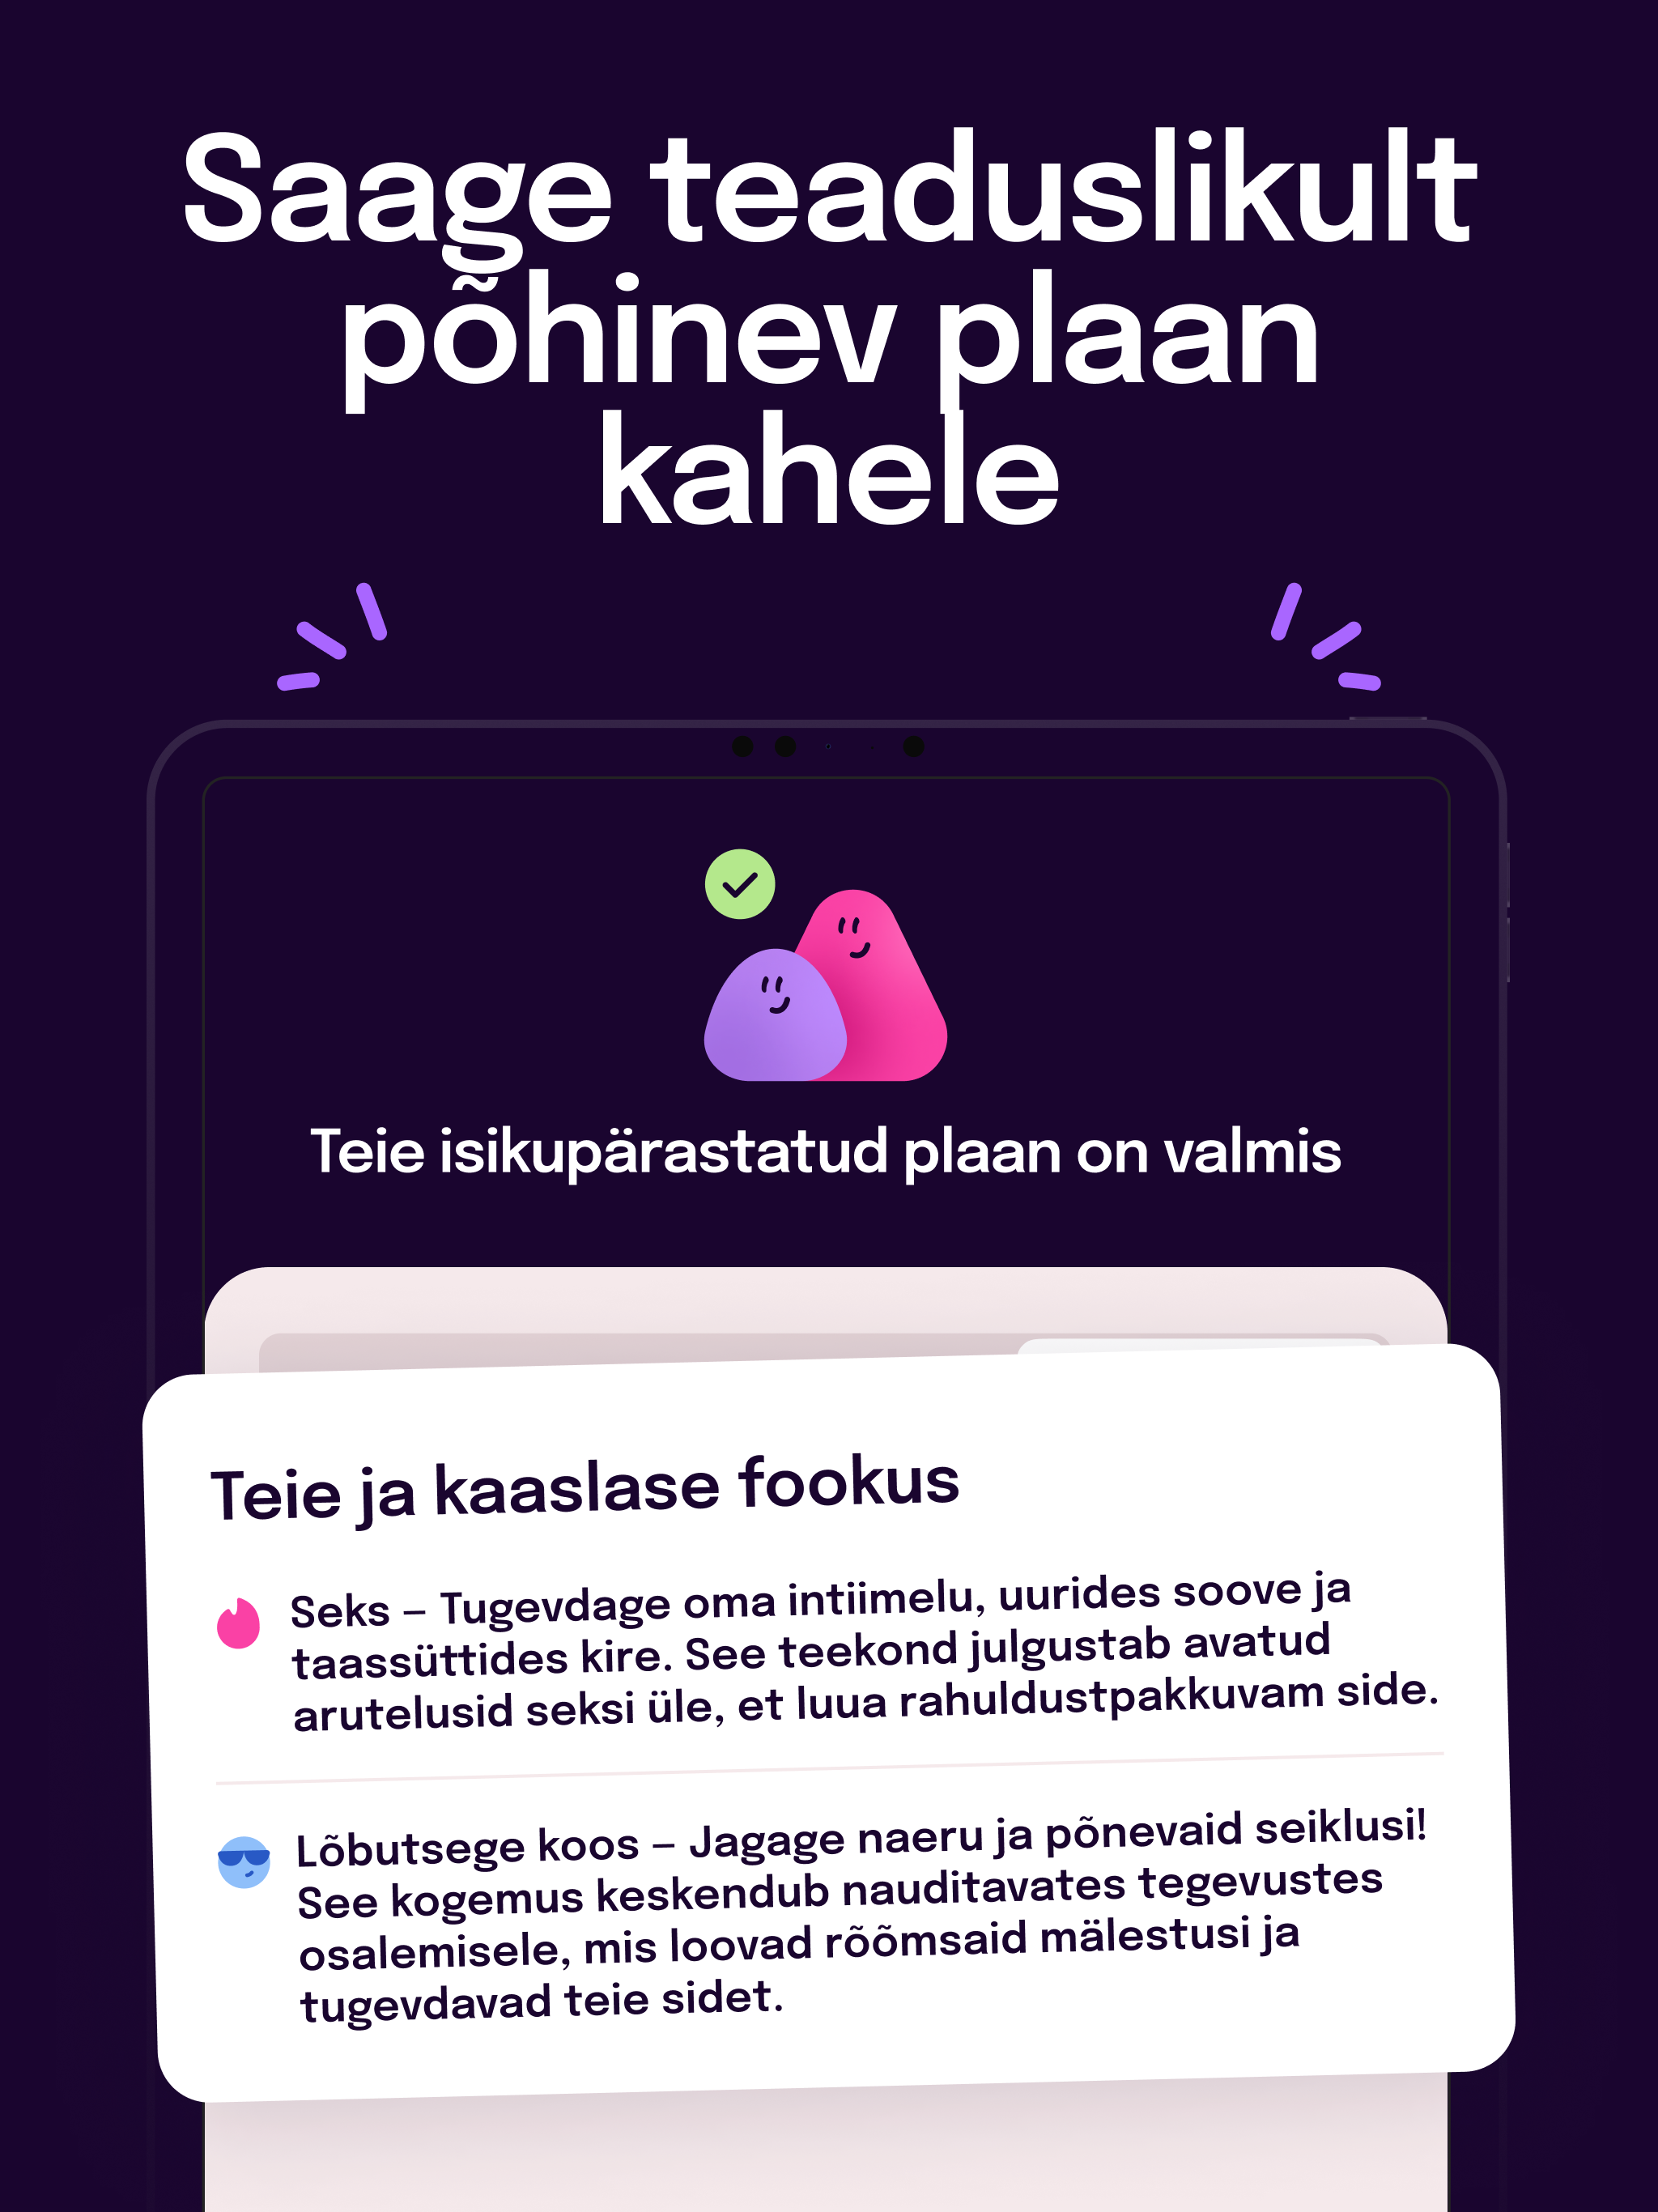 Saage teaduslikult
põhinev plaan
kahele
Teie isikupärastatud plaan on valmis
Teie ja kaaslase fookus
Seks – Tugevdage oma intiimelu, uurides soove ja
taassüttides kire. See teekond julgustab avatud
arutelusid seksi üle, et luua rahuldustpakkuvam side.
Lõbutsege koos – Jagage naeru ja põnevaid seiklusi!
See kogemus keskendub nauditavates tegevustes
osalemisele, mis loovad rõõmsaid mälestusi ja
tugevdavad teie sidet.